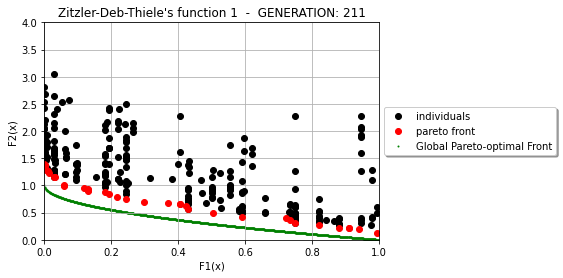 Zitzler-Deb-Thiele's function 1 - GENERATION: 211
4.0
3.5
3.0
2.5
2.0
1.5
1.0
0.5
0.0
F2(x)
0.0 0.2 0.4 0.6 0.8 1.0
F1(x)
individuals
pareto front
Global Pareto-optimal Front